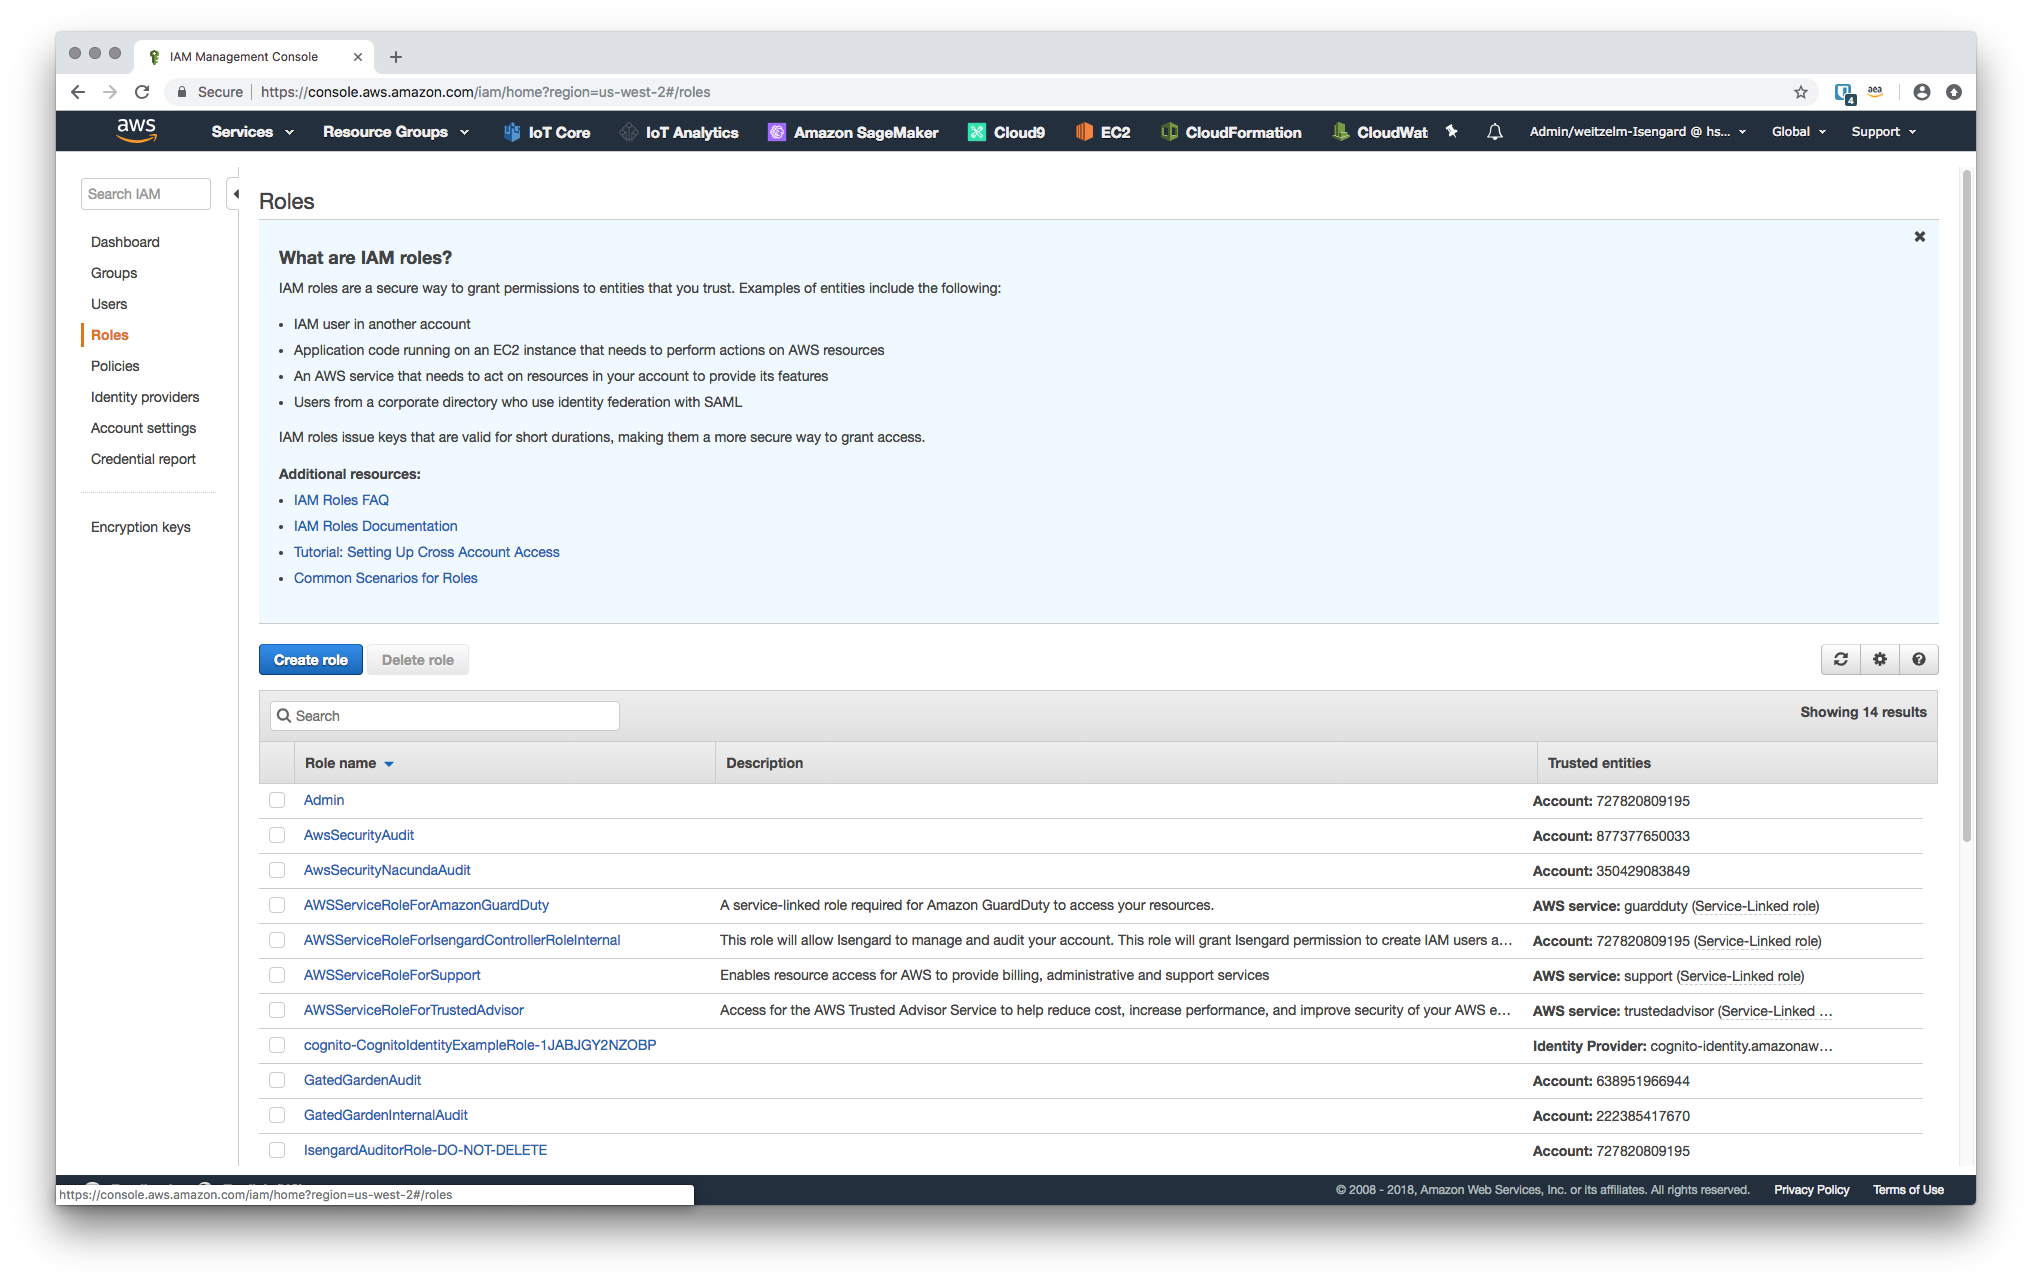 IAM Management Console
Secure https://console.aws.amazon.com/iam/home?region=us-west-2#/roles
4 aea
aws Services Resource Groups IoT Core IoT Analytics Amazon SageMaker Cloud9 EC2 CloudFormation CloudWat Admin/weitzelm-Isengard @ hs... Global Support
Search IAM
Dashboard
Groups
Users
Roles
Policies
Identity providers
Account settings
Credential report
Encryption keys
Roles
What are IAM roles?
IAM roles are a secure way to grant permissions to entities that you trust. Examples of entities include the following:
• IAM user in another account
• Application code running on an EC2 instance that needs to perform actions on AWS resources
• An AWS service that needs to act on resources in your account to provide its features
• Users from a corporate directory who use identity federation with SAML
IAM roles issue keys that are valid for short durations, making them a more secure way to grant access.
Additional resources:
• IAM Roles FAQ
• IAM Roles Documentation
• Tutorial: Setting Up Cross Account Access
• Common Scenarios for Roles
Create role Delete role
Search Showing 14 results
Role name Description Trusted entities
Admin Account: 727820809195
AwsSecurityAudit Account: 877377650033
AwsSecurityNacundaAudit Account: 350429083849
AWSServiceRoleForAmazonGuardDuty A service-linked role required for Amazon GuardDuty to access your resources. AWS service: guardduty (Service-Linked role)
AWSServiceRoleForIsengardControllerRoleInternal This role will allow Isengard to manage and audit your account. This role will grant Isengard permission to create IAM users a... Account: 727820809195 (Service-Linked role)
AWSServiceRoleForSupport Enables resource access for AWS to provide billing, administrative and support services AWS service: support (Service-Linked role)
AWSServiceRoleForTrustedAdvisor Access for the AWS Trusted Advisor Service to help reduce cost, increase performance, and improve security of your AWS e... AWS service: trustedadvisor (Service-Linked ...
cognito-CognitoIdentityExampleRole-1JABJGY2NZOBP Identity Provider: cognito-identity.amazonaw...
GatedGardenAudit Account: 638951966944
GatedGardenInternalAudit Account: 222385417670
IsengardAuditorRole-DO-NOT-DELETE Account: 727820809195
https://console.aws.amazon.com/iam/home?region=us-west-2#/roles
© 2008 - 2018, Amazon Web Services, Inc. or its affiliates. All rights reserved. Privacy Policy Terms of Use